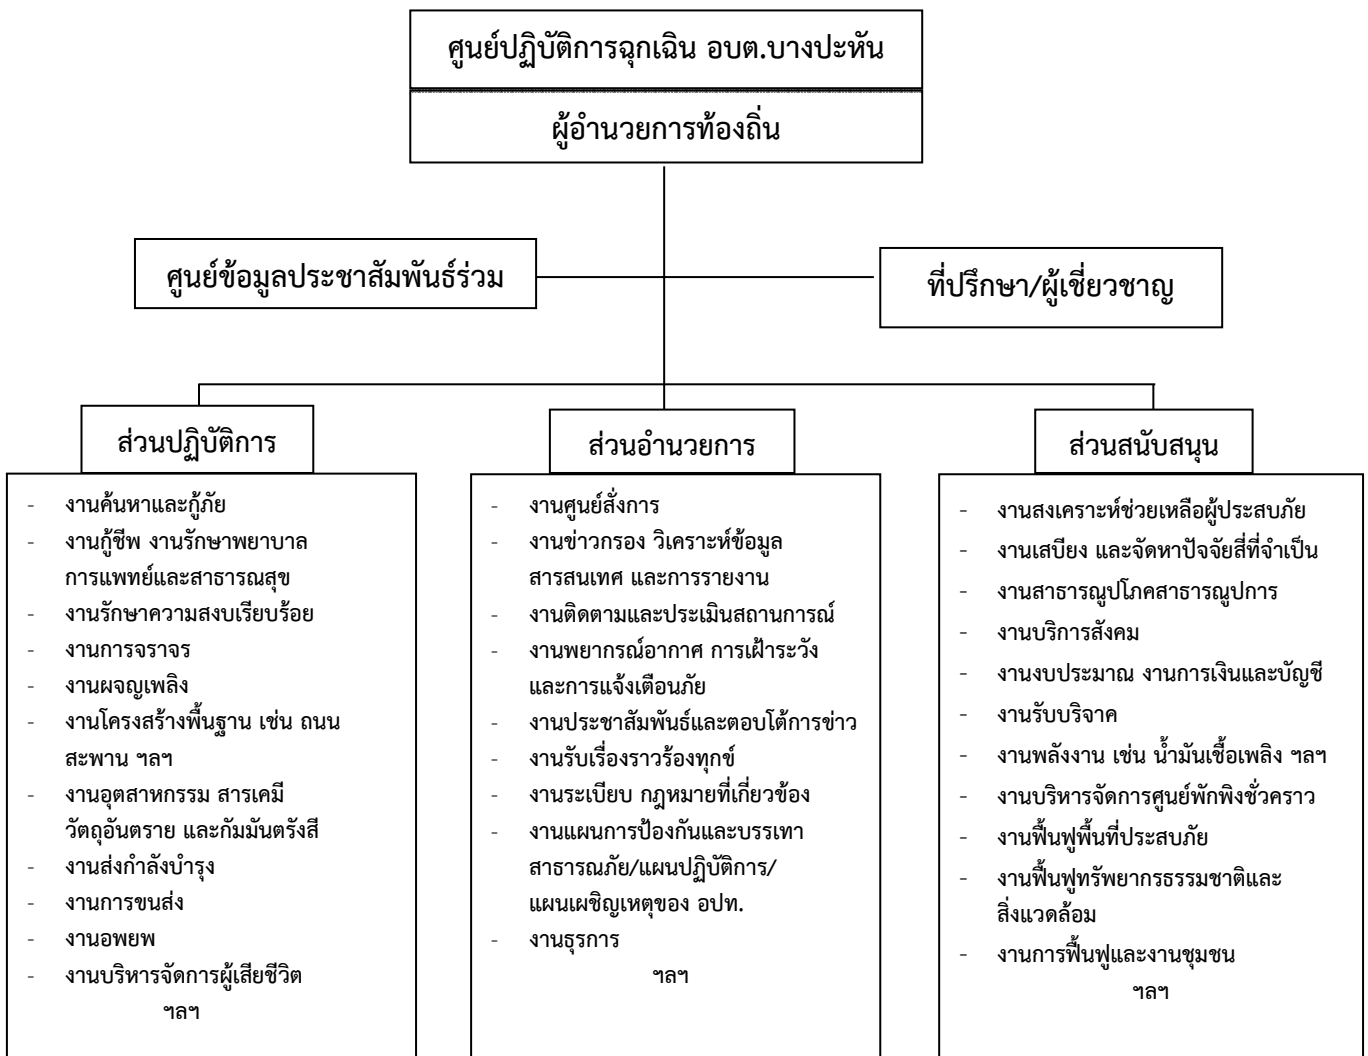 ศูนย์ปฏิบัติการฉุกเฉิน อบต.บางปะหัน
ผู้อำนวยการท้องถิ่น
ศูนย์ข้อมูลประชาสัมพันธ์ร่วม
ที่ปรึกษา/ผู้เชี่ยวชาญ
ส่วนปฏิบัติการ
- งานค้นหาและกู้ภัย
- งานกู้ชีพ งานรักษาพยาบาล
การแพทย์และสาธารณสุข
- งานรักษาความสงบเรียบร้อย
- งานการจราจร
- งานผจญเพลิง
- งานโครงสร้างพื้นฐาน เช่น ถนน
สะพาน ฯลฯ
- งานอุตสาหกรรม สารเคมี
วัตถุอันตราย และกัมมันตรังสี
- งานส่งกำลังบำรุง
- งานการขนส่ง
- งานอพยพ
- งานบริหารจัดการผู้เสียชีวิต
ฯลฯ
ส่วนอำนวยการ
- งานศูนย์สั่งการ
- งานข่าวกรอง วิเคราะห์ข้อมูล
สารสนเทศ และการรายงาน
- งานติดตามและประเมินสถานการณ์
- งานพยากรณ์อากาศ การเฝ้าระวัง
และการแจ้งเตือนภัย
- งานประชาสัมพันธ์และตอบโต้การข่าว
- งานรับเรื่องราวร้องทุกข์
- งานระเบียบ กฎหมายที่เกี่ยวข้อง
- งานแผนการป้องกันและบรรเทา
สาธารณภัย/แผนปฏิบัติการ/
แผนเผชิญเหตุของ อปท.
- งานธุรการ
ฯลฯ
ส่วนสนับสนุน
- งานสงเคราะห์ช่วยเหลือผู้ประสบภัย
- งานเสบียง และจัดหาปัจจัยสี่ที่จำเป็น
- งานสาธารณูปโภคสาธารณูปการ
- งานบริการสังคม
- งานงบประมาณ งานการเงินและบัญชี
- งานรับบริจาค
- งานพลังงาน เช่น น้ำมันเชื้อเพลิง ฯลฯ
- งานบริหารจัดการศูนย์พักพิงชั่วคราว
- งานฟื้นฟูพื้นที่ประสบภัย
- งานฟื้นฟูทรัพยากรธรรมชาติและ
สิ่งแวดล้อม
- งานการฟื้นฟูและงานชุมชน
ฯลฯ